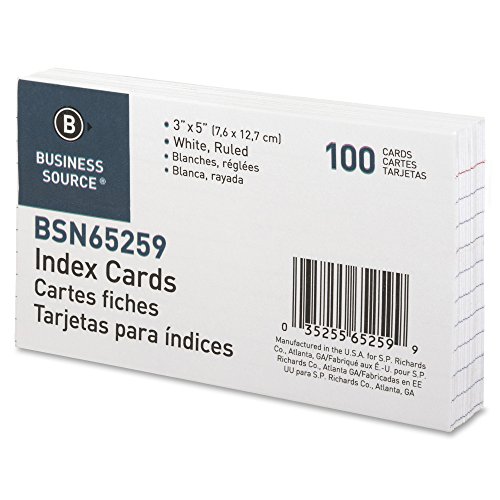 B
BUSINESS
SOURCE®
• 3" x 5" (7,6 x 12,7 cm)
• White, Ruled
• Blanches, réglées
• Blanca, rayada
100 CARDS
CARTES
TARJETAS
BSN65259
Index Cards
Cartes fiches
Tarjetas para índices
0 35255 65259 9
Manufactured in the U.S.A. for S.P. Richards
Co., Atlanta, GA/Fabriqué aux É.-U. pour S.P.
Richards Co., Atlanta GA/Fabricadas en EE
UU para S.P. Richards Co., Atlanta, GA